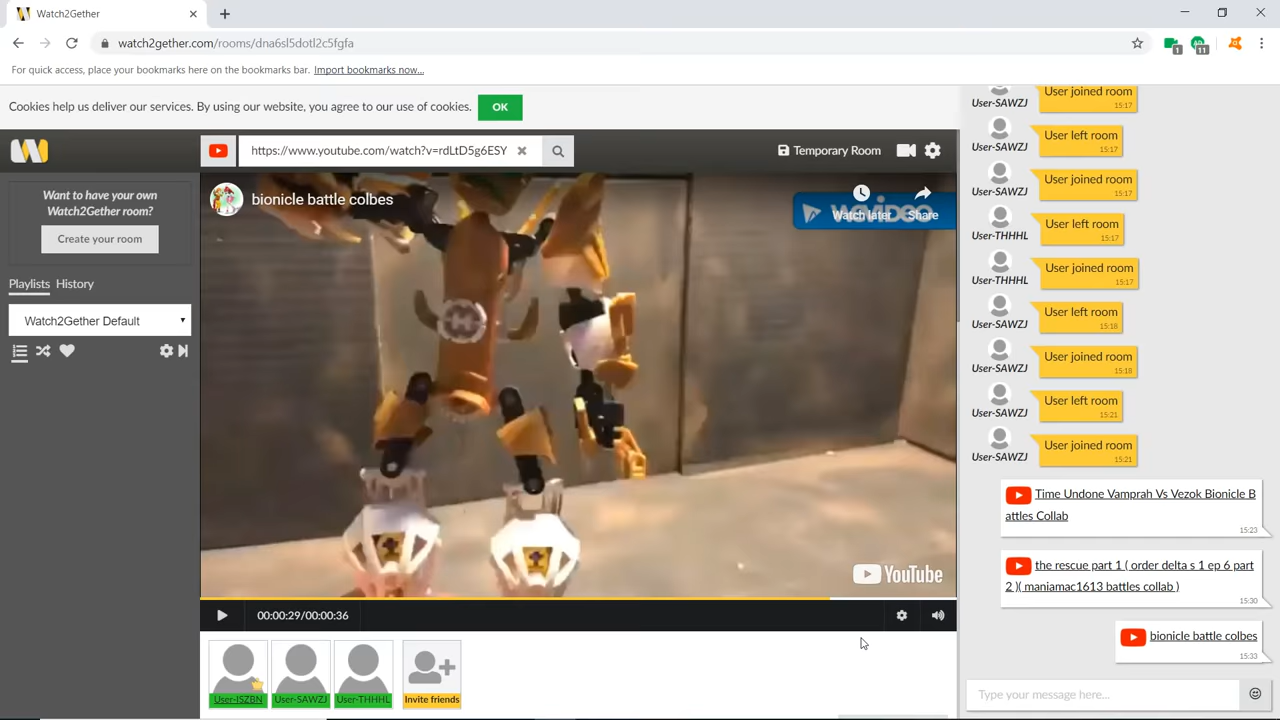 Watch2Gether
watch2gether.com/rooms/dna6sl5dotl2c5fgfa
1
11
For quick access, place your bookmarks here on the bookmarks bar. Import bookmarks now...
Cookies help us deliver our services. By using our website, you agree to our use of cookies.
OK
https://www.youtube.com/watch?v=rdLtD5g6ESY
Temporary Room
Want to have your own
Watch2Gether room?
Create your room
Playlists
History
Watch2Gether Default
bionicle battle colbes
Watch later
Share
YouTube
00:00:29/00:00:36
User-ISZBN
User-SAWZJ
User-THHHL
Invite friends
User-SAWZJ
User joined room
15:17
User-SAWZJ
User left room
15:17
User-SAWZJ
User joined room
15:17
User-THHHL
User left room
15:17
User-THHHL
User joined room
15:17
User-SAWZJ
User left room
15:18
User-SAWZJ
User joined room
15:18
User-SAWZJ
User left room
15:21
User-SAWZJ
User joined room
15:21
Time Undone Vamprah Vs Vezok Bionicle B
attles Collab
15:23
the rescue part 1 ( order delta s 1 ep 6 part
2 )( maniamac1613 battles collab )
15:30
bionicle battle colbes
15:33
Type your message here...